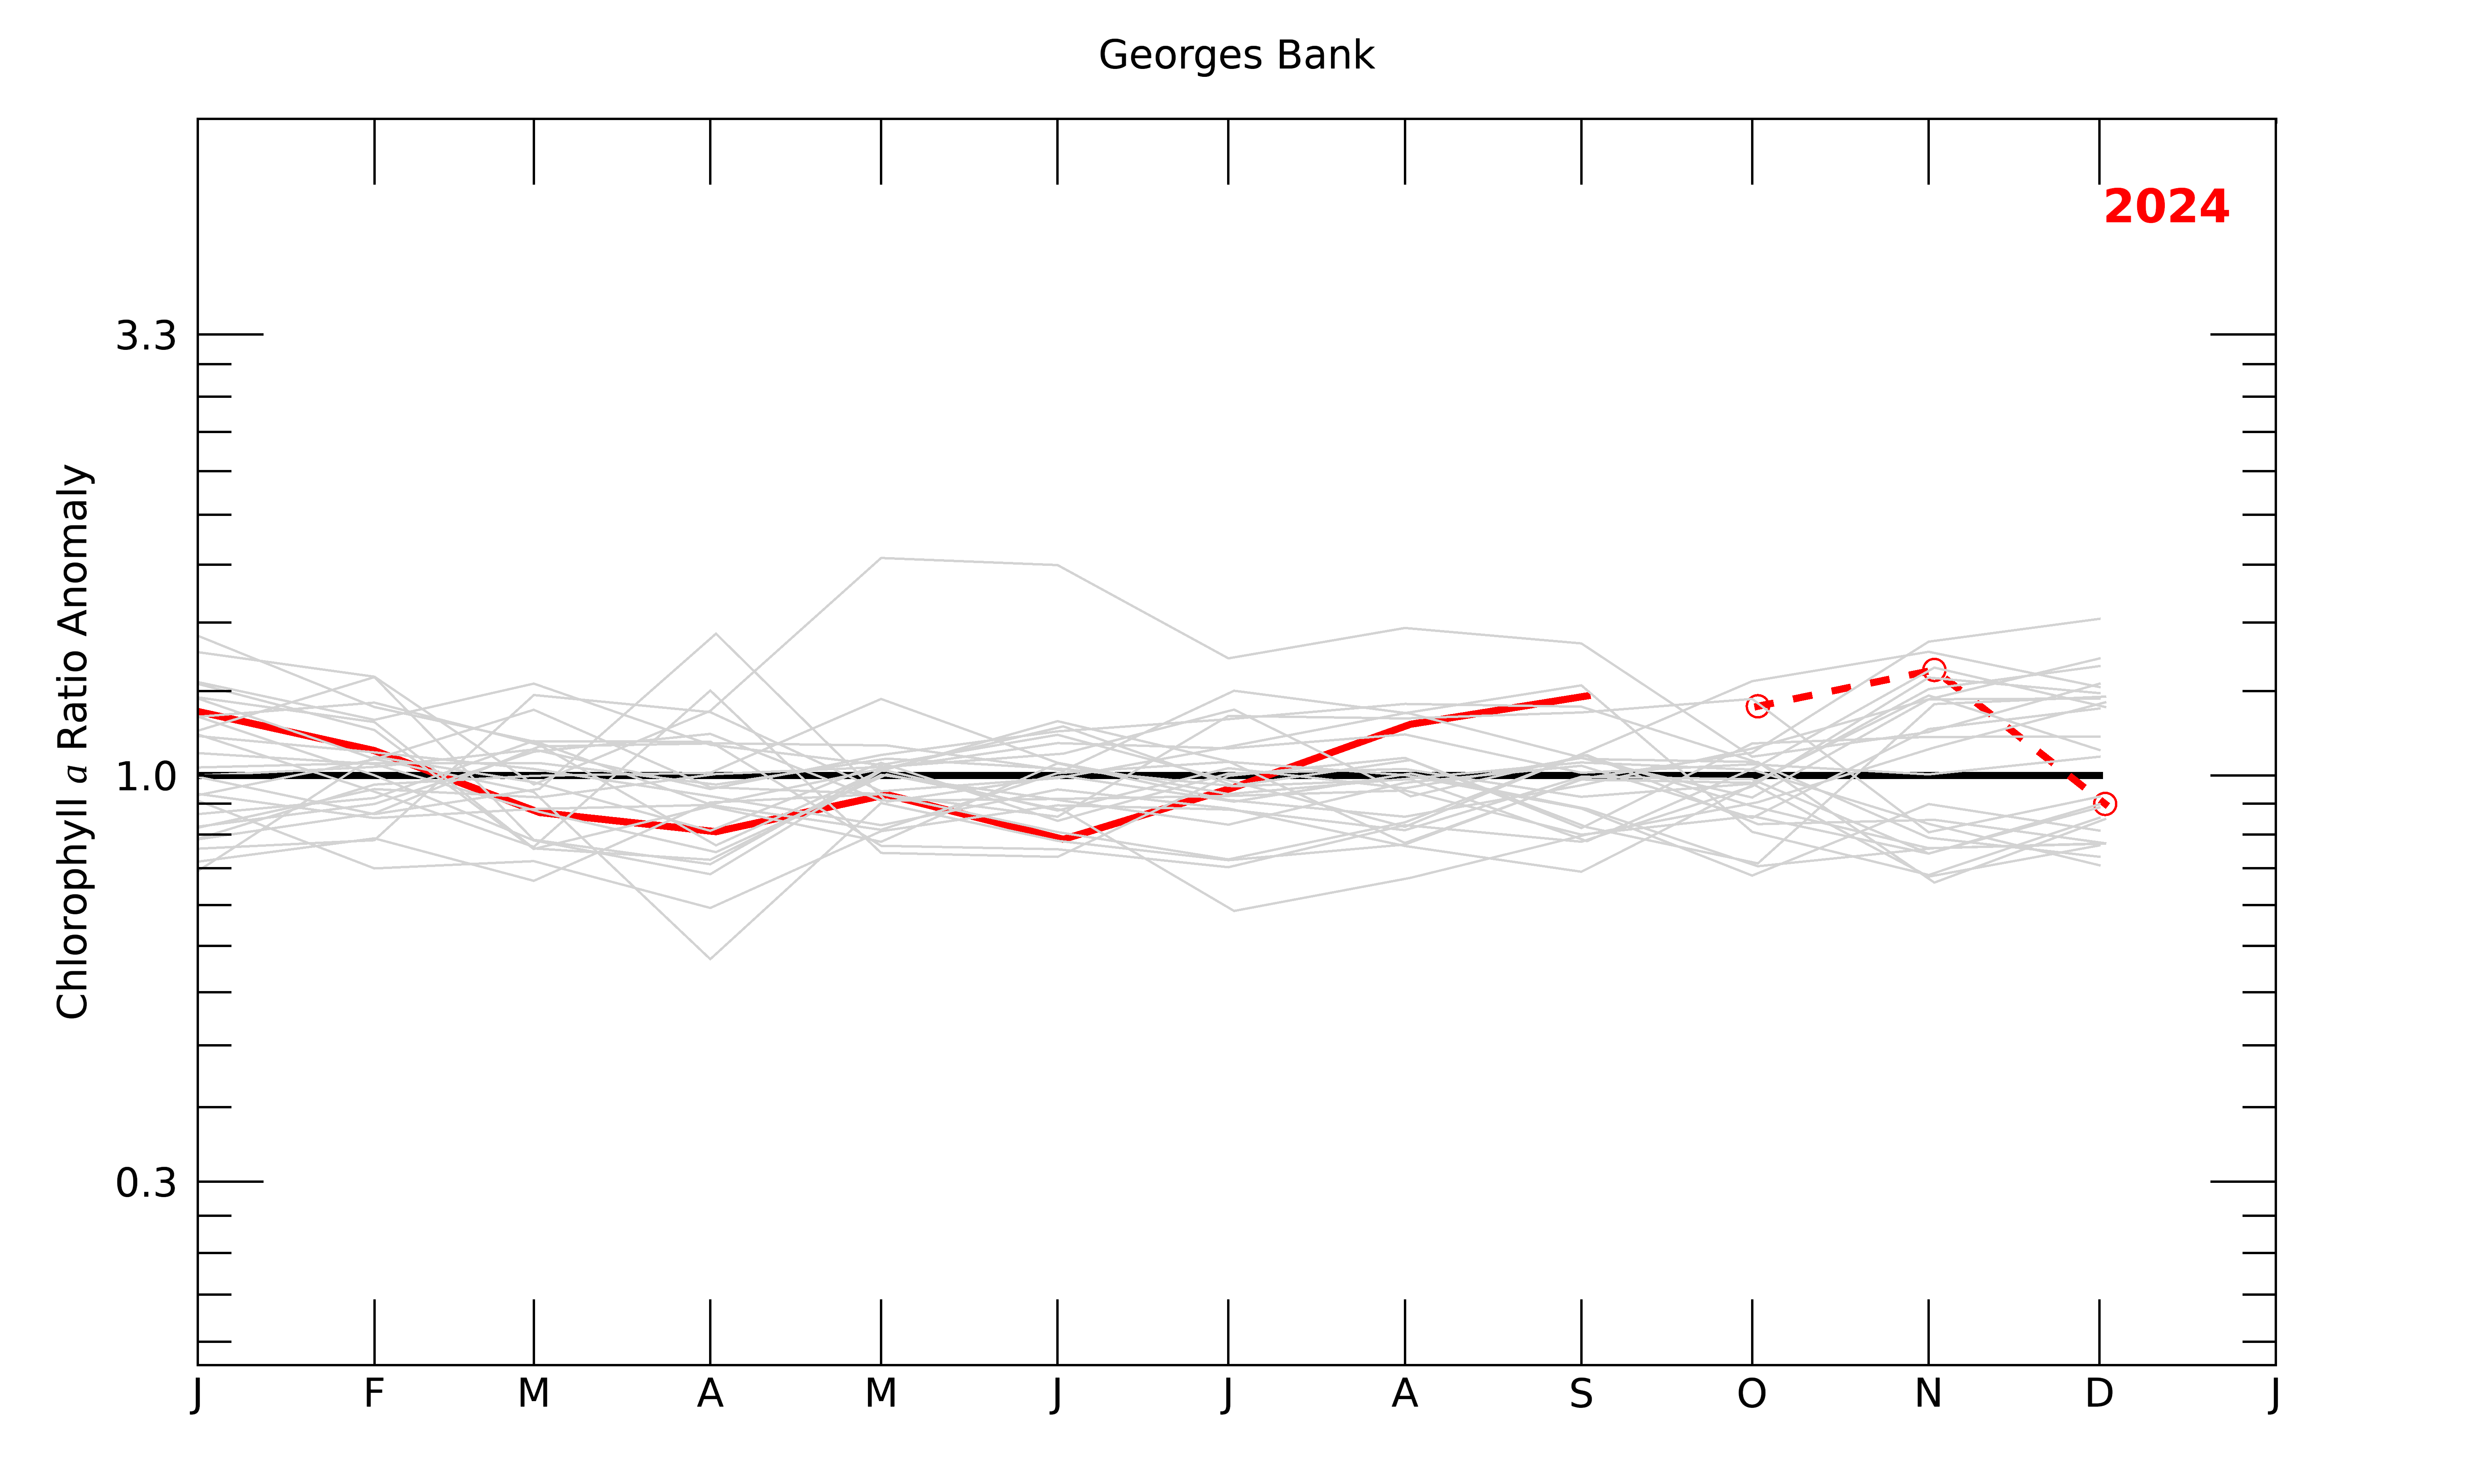 Georges Bank
2024
Chlorophyll a Ratio Anomaly
3.3
1.0
0.3
J F M A M J J A S O N D J